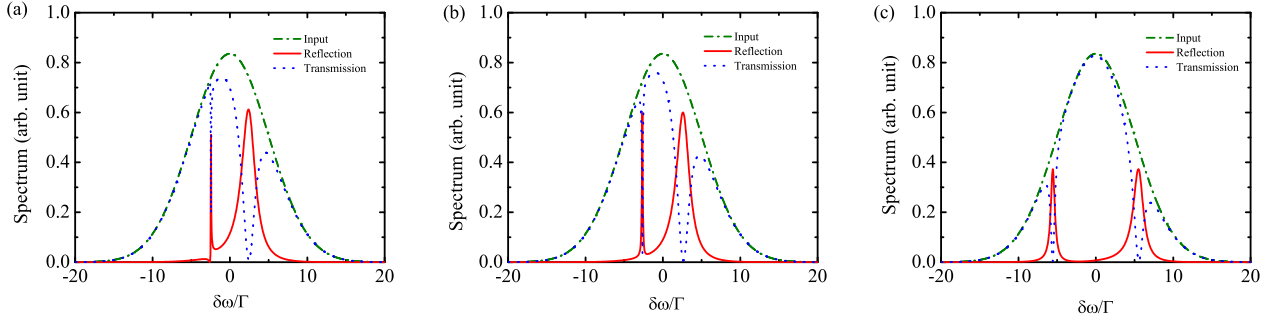 (a)
1.0
0.8
0.6
0.4
0.2
0.0
Spectrum (arb. unit)
Input
Reflection
Transmission
-20
-10
0
10
20
δω/Γ
(b)
1.0
0.8
0.6
0.4
0.2
0.0
Spectrum (arb. unit)
Input
Reflection
Transmission
-20
-10
0
10
20
δω/Γ
(c)
1.0
0.8
0.6
0.4
0.2
0.0
Spectrum (arb. unit)
Input
Reflection
Transmission
-20
-10
0
10
20
δω/Γ